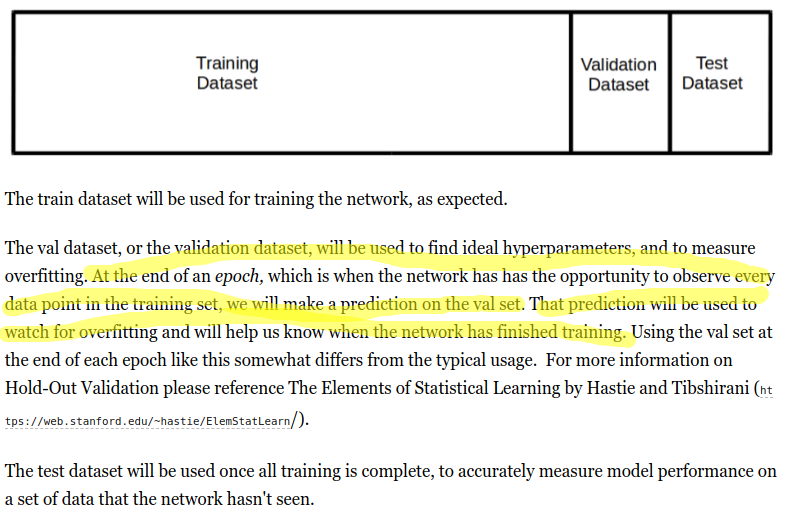 Training
Dataset
Validation
Dataset
Test
Dataset
The train dataset will be used for training the network, as expected.
The val dataset, or the validation dataset, will be used to find ideal hyperparameters, and to measure
overfitting. At the end of an epoch, which is when the network has has the opportunity to observe every
data point in the training set, we will make a prediction on the val set. That prediction will be used to
watch for overfitting and will help us know when the network has finished training. Using the val set at
the end of each epoch like this somewhat differs from the typical usage.  For more information on
Hold-Out Validation please reference The Elements of Statistical Learning by Hastie and Tibshirani (ht
tps://web.stanford.edu/~hastie/ElemStatLearn/).
The test dataset will be used once all training is complete, to accurately measure model performance on
a set of data that the network hasn't seen.